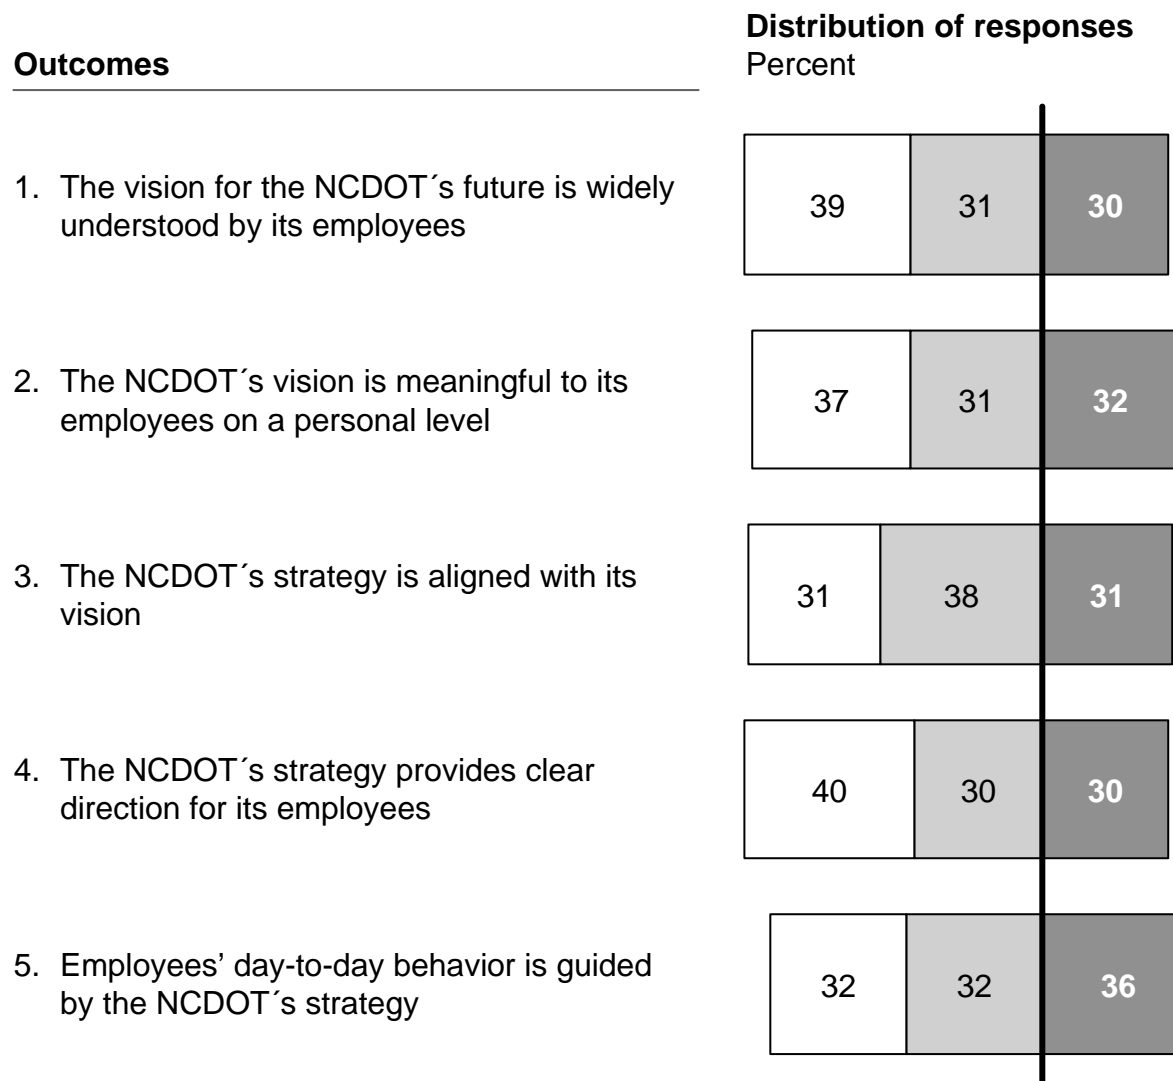 Distribution of responses
Outcomes
Percent
1. The vision for the NCDOT´s future is widely
understood by its employees
39 31 30
2. The NCDOT´s vision is meaningful to its
employees on a personal level
37 31 32
3. The NCDOT´s strategy is aligned with its
vision
31 38 31
4. The NCDOT´s strategy provides clear
direction for its employees
40 30 30
5. Employees’ day-to-day behavior is guided
by the NCDOT´s strategy
32 32 36